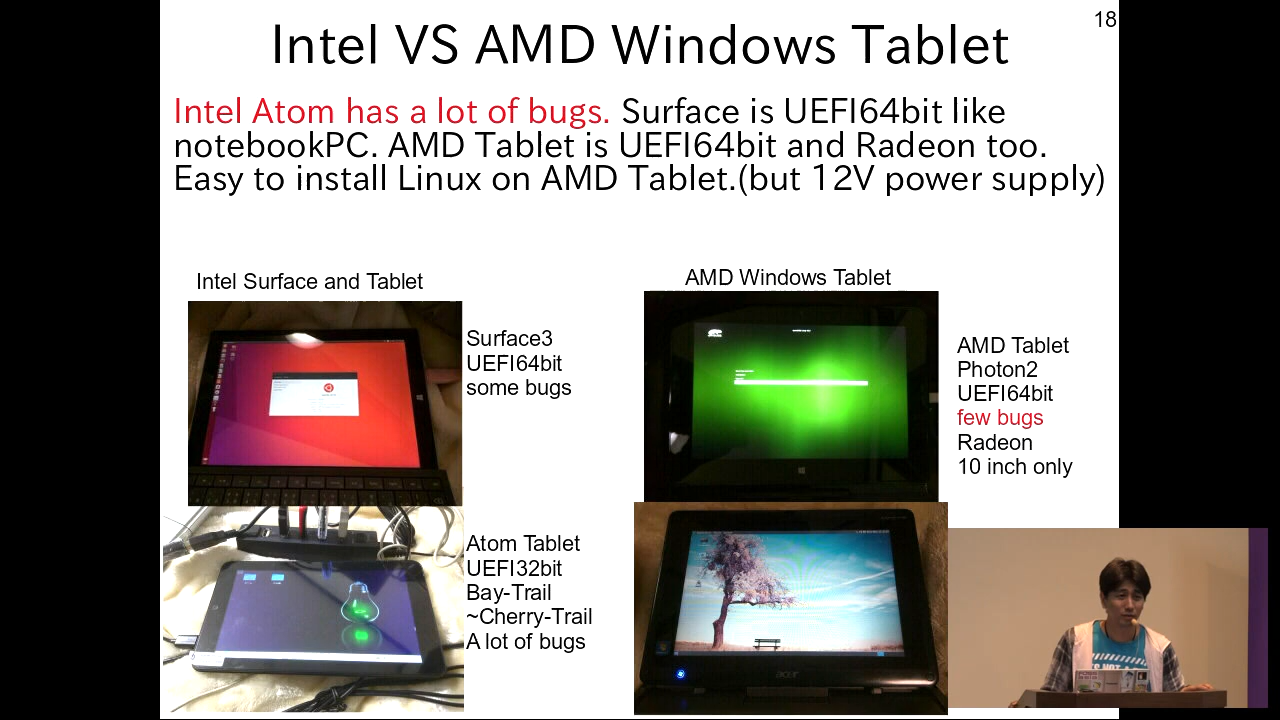 18
Intel VS AMD Windows Tablet
Intel Atom has a lot of bugs. Surface is UEFI64bit like
notebookPC. AMD Tablet is UEFI64bit and Radeon too.
Easy to install Linux on AMD Tablet.(but 12V power supply)
Intel Surface and Tablet
Surface3
UEFI64bit
some bugs
Atom Tablet
UEFI32bit
Bay-Trail
~Cherry-Trail
A lot of bugs
AMD Windows Tablet
AMD Tablet
Photon2
UEFI64bit
few bugs
Radeon
10 inch only
acer